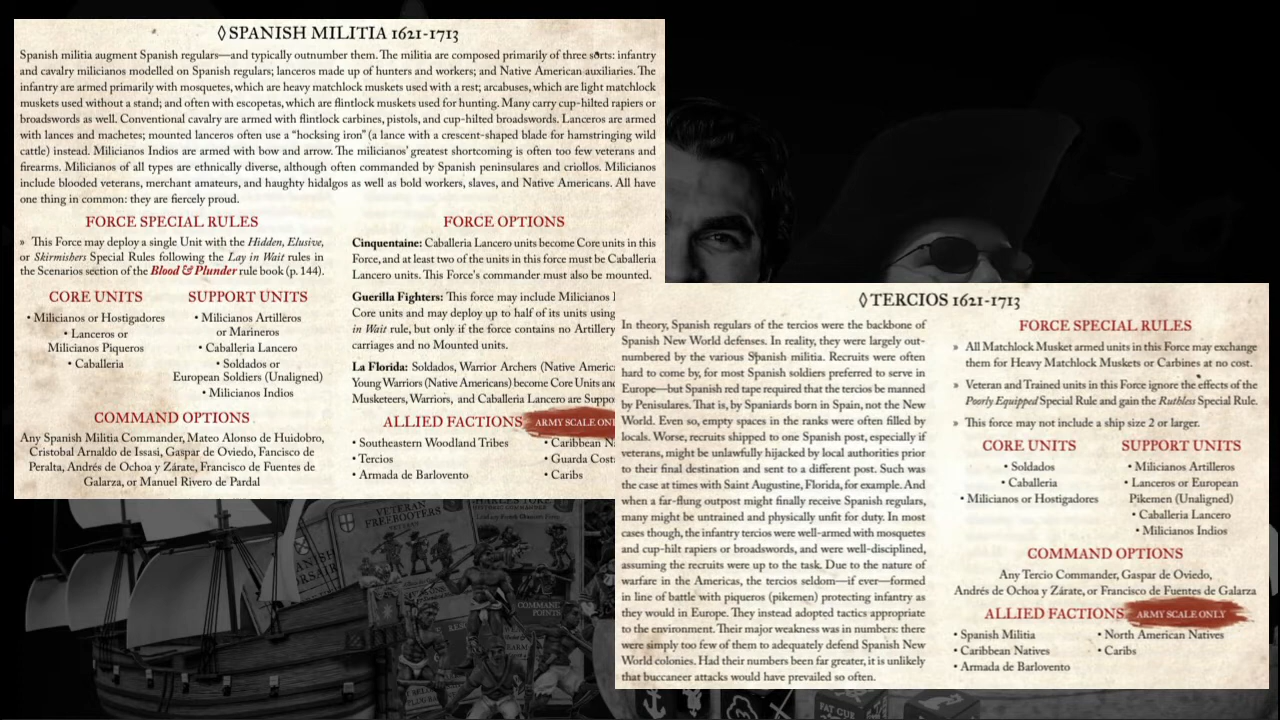 ◊ SPANISH MILITIA 1621-1713
Spanish militia augment Spanish regulars—and typically outnumber them. The militia are composed primarily of three sorts: infantry
and cavalry milicianos modelled on Spanish regulars; lanceros made up of hunters and workers; and Native American auxiliaries. The
infantry are armed primarily with mosquetes, which are heavy matchlock muskets used with a rest; arcabuses, which are light matchlock
muskets used without a stand; and often with escopetas, which are flintlock muskets used for hunting. Many carry cup-hilted rapiers or
broadswords as well. Conventional cavalry are armed with flintlock carbines, pistols, and cup-hilted broadswords. Lanceros are armed
with lances and machetes; mounted lanceros often use a “hocksing iron” (a lance with a crescent-shaped blade for hamstringing wild
cattle) instead. Milicianos Indios are armed with bow and arrow. The milicianos’ greatest shortcoming is often too few veterans and
firearms. Milicianos of all types are ethnically diverse, although often commanded by Spanish peninsulares and criollos. Milicianos
include blooded veterans, merchant amateurs, and haughty hidalgos as well as bold workers, slaves, and Native Americans. All have
one thing in common: they are fiercely proud.
FORCE SPECIAL RULES
» This Force may deploy a single Unit with the Hidden, Elusive,
or Skirmishers Special Rules following the Lay in Wait rules in
the Scenarios section of the Blood & Plunder rule book (p. 144).
CORE UNITS
• Milicianos or Hostigadores
• Lanceros or
Milicianos Piqueros
• Caballeria
SUPPORT UNITS
• Milicianos Artilleros
or Marineros
• Caballeria Lancero
• Soldados or
European Soldiers (Unaligned)
• Milicianos Indios
COMMAND OPTIONS
Any Spanish Militia Commander, Mateo Alonso de Huidobro,
Cristobal Arnaldo de Issasi, Gaspar de Oviedo, Fancisco de
Peralta, Andrés de Ochoa y Zárate, Francisco de Fuentes de
Galarza, or Manuel Rivero de Pardal
FORCE OPTIONS
Cinquentaine: Caballeria Lancero units become Core units in this
Force, and at least two of the units in this force must be Caballeria
Lancero units. This Force's commander must also be mounted.
Guerilla Fighters: This force may include Milicianos
Core units and may deploy up to half of its units using
in Wait rule, but only if the force contains no Artillery
carriages and no Mounted units.
La Florida: Soldados, Warrior Archers (Native Americ
Young Warriors (Native Americans) become Core Units and
Musketeers, Warriors, and Caballeria Lancero are Suppo
ALLIED FACTIONS ARMY SCALE ONL
• Southeastern Woodland Tribes
• Tercios
• Armada de Barlovento
• Caribbean N
• Guarda Cost
• Caribs
◊ TERCIOS 1621-1713
In theory, Spanish regulars of the tercios were the backbone of
Spanish New World defenses. In reality, they were largely out-
numbered by the various Spanish militia. Recruits were often
hard to come by, for most Spanish soldiers preferred to serve in
Europe—but Spanish red tape required that the tercios be manned
by Penisulares. That is, by Spaniards born in Spain, not the New
World. Even so, empty spaces in the ranks were often filled by
locals. Worse, recruits shipped to one Spanish post, especially if
veterans, might be unlawfully hijacked by local authorities prior
to their final destination and sent to a different post. Such was
the case at times with Saint Augustine, Florida, for example. And
when a far-flung outpost might finally receive Spanish regulars,
many might be untrained and physically unfit for duty. In most
cases though, the infantry tercios were well-armed with mosquetes
and cup-hilt rapiers or broadswords, and were well-disciplined,
assuming the recruits were up to the task. Due to the nature of
warfare in the Americas, the tercios seldom—if ever—formed
in line of battle with piqueros (pikemen) protecting infantry as
they would in Europe. They instead adopted tactics appropriate
to the environment. Their major weakness was in numbers: there
were simply too few of them to adequately defend Spanish New
World colonies. Had their numbers been far greater, it is unlikely
that buccaneer attacks would have prevailed so often.
FORCE SPECIAL RULES
» All Matchlock Musket armed units in this Force may exchange
them for Heavy Matchlock Muskets or Carbines at no cost.
» Veteran and Trained units in this Force ignore the effects of the
Poorly Equipped Special Rule and gain the Ruthless Special Rule.
» This force may not include a ship size 2 or larger.
CORE UNITS
• Soldados
• Caballeria
• Milicianos or Hostigadores
SUPPORT UNITS
• Milicianos Artilleros
• Lanceros or European
Pikemen (Unaligned)
• Caballeria Lancero
• Milicianos Indios
COMMAND OPTIONS
Any Tercio Commander, Gaspar de Oviedo,
Andrés de Ochoa y Zárate, or Francisco de Fuentes de Galarza
ALLIED FACTIONS ARMY SCALE ONLY
• Spanish Militia
• Caribbean Natives
• Armada de Barlovento
• North American Natives
• Caribs
VETERAN
FREEBOOTERS
COMMAND
POINTS